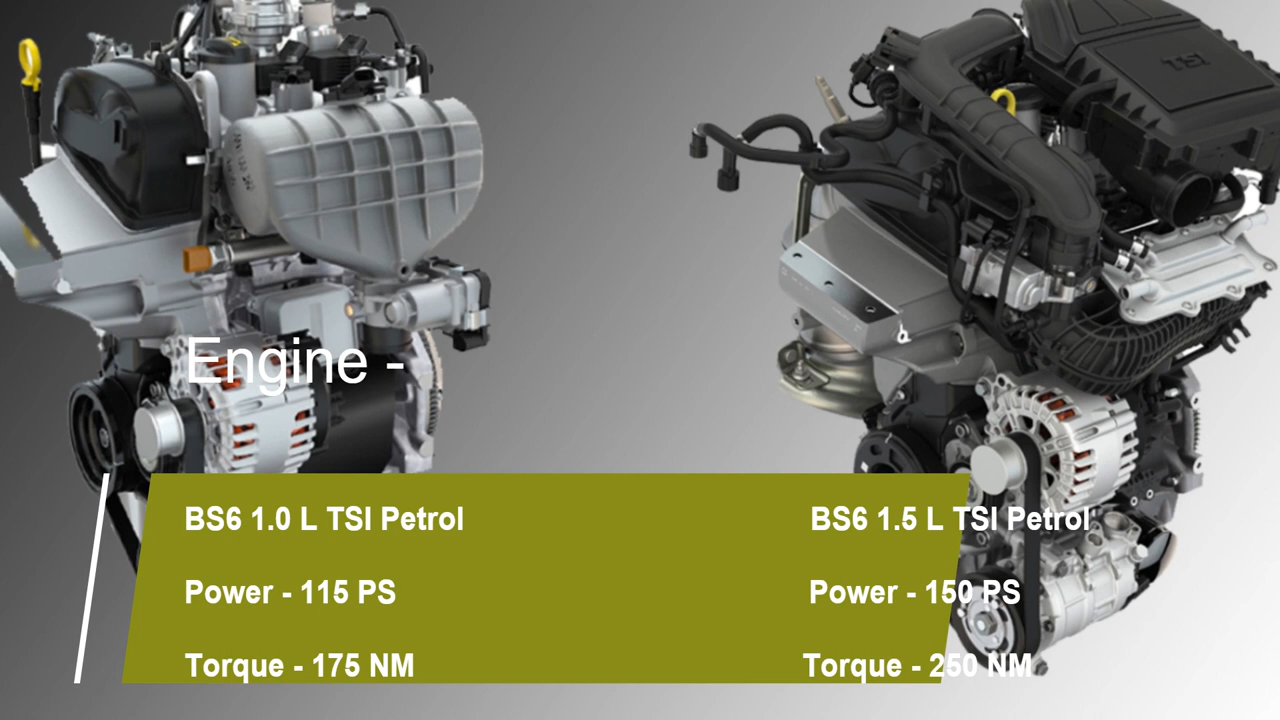 TSI
Engine -
BS6 1.0 L TSI Petrol
Power - 115 PS
Torque - 175 NM
BS6 1.5 L TSI Petrol
Power - 150 PS
Torque - 250 NM